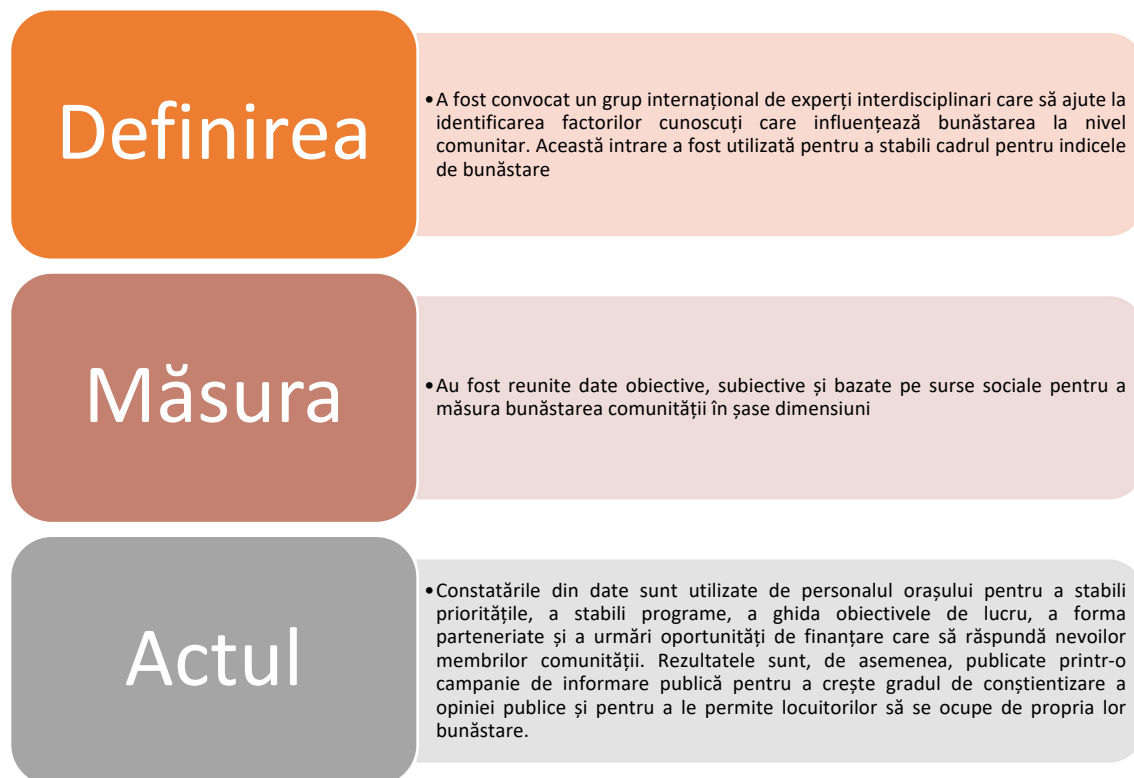 Definirea
•A fost convocat un grup internațional de experți interdisciplinari care să ajute la
identificarea factorilor cunoscuți care influențează bunăstarea la nivel
comunitar. Această intrare a fost utilizată pentru a stabili cadrul pentru indicele
de bunăstare
Măsura
•Au fost reunite date obiective, subiective și bazate pe surse sociale pentru a
măsura bunăstarea comunității în șase dimensiuni
Actul
•Constatările din date sunt utilizate de personalul orașului pentru a stabili
prioritățile, a stabili programe, a ghida obiectivele de lucru, a forma
parteneriate și a urmări oportunități de finanțare care să răspundă nevoilor
membrilor comunității. Rezultatele sunt, de asemenea, publicate printr-o
campanie de informare publică pentru a crește gradul de conștientizare a
opiniei publice și pentru a le permite locuitorilor să se ocupe de propria lor
bunăstare.